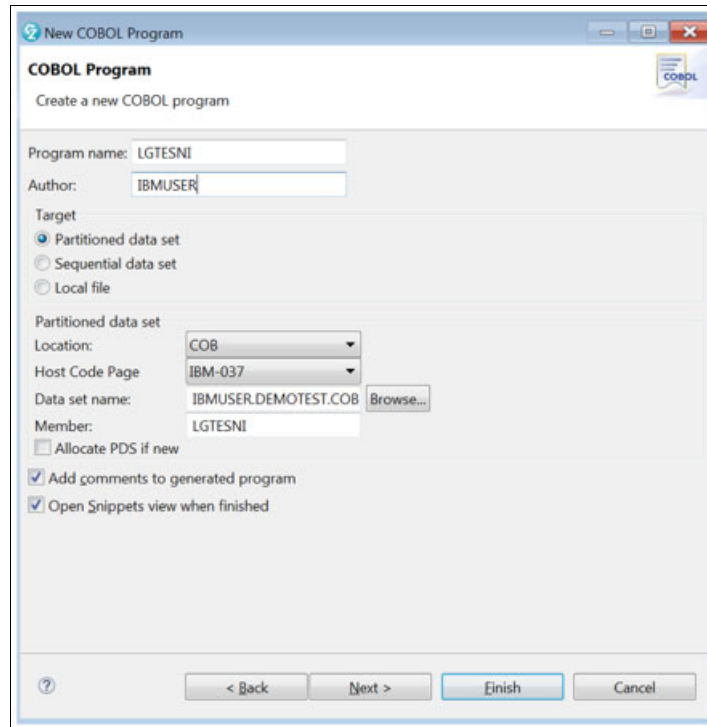 New COBOL Program
COBOL Program
COBOL
Create a new COBOL program
Program name: LGTESNI
Author: IBMUSER
Target
Partitioned data set
Sequential data set
Local file
Partitioned data set
Location: COB
Host Code Page IBM-037
Data set name: IBMUSER.DEMOTEST.COB Browse...
Member: LGTESNI
Allocate PDS if new
Add comments to generated program
Open Snippets view when finished
? < Back Next > Finish Cancel